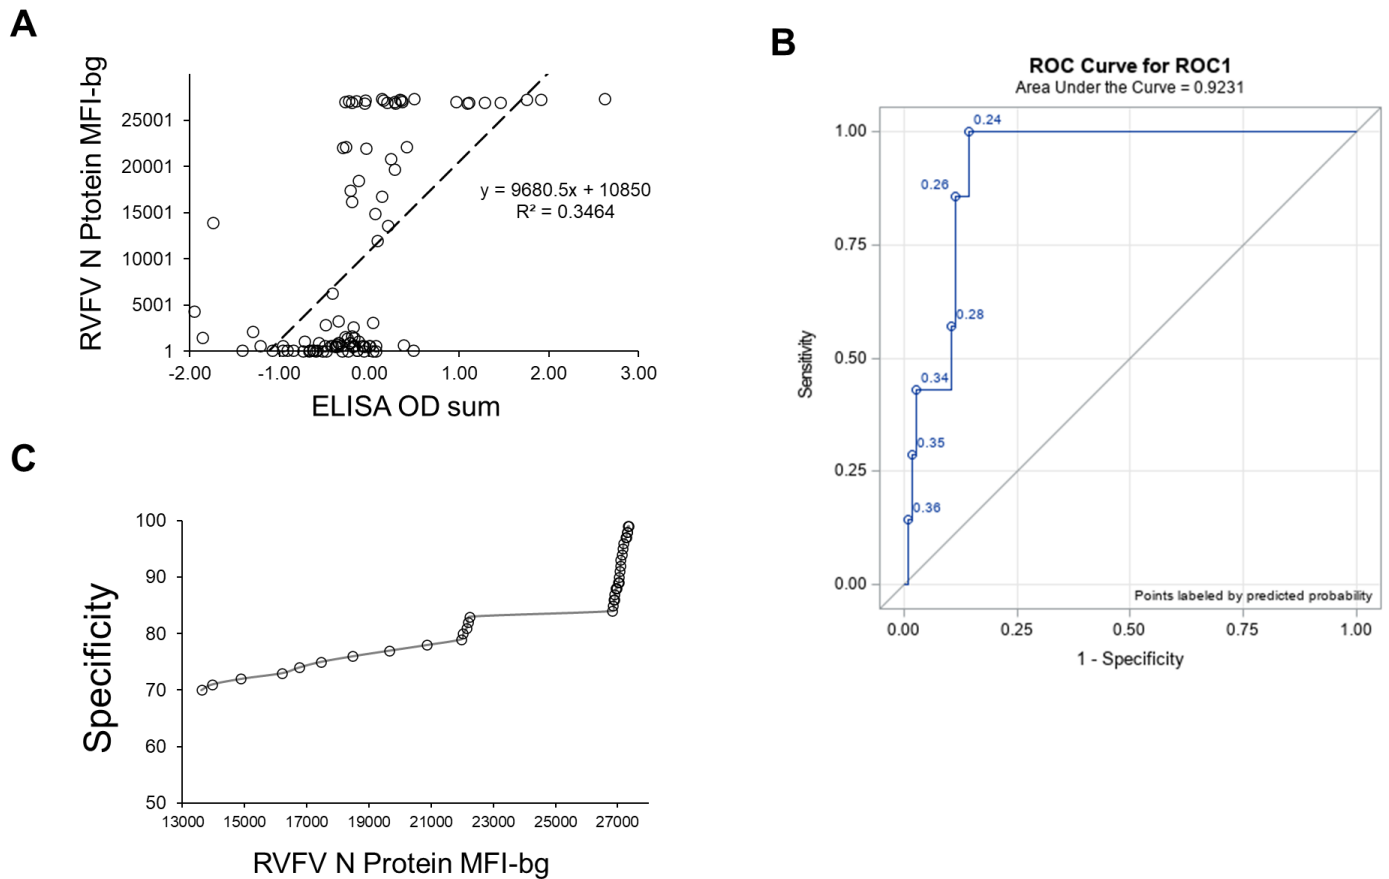 A
RVFV N Ptotein MFI-bg
25001
20001
15001
10001
5001
1
-2.00 -1.00 0.00 1.00 2.00 3.00
ELISA OD sum
y = 9680.5x + 10850
R² = 0.3464
B
ROC Curve for ROC1
Area Under the Curve = 0.9231
Sensitivity
1.00
0.75
0.50
0.25
0.00
0.24
0.26
0.28
0.34
0.35
0.36
Points labeled by predicted probability
0.00 0.25 0.50 0.75 1.00
1 - Specificity
C
Specificity
100
90
80
70
60
50
13000 15000 17000 19000 21000 23000 25000 27000
RVFV N Protein MFI-bg